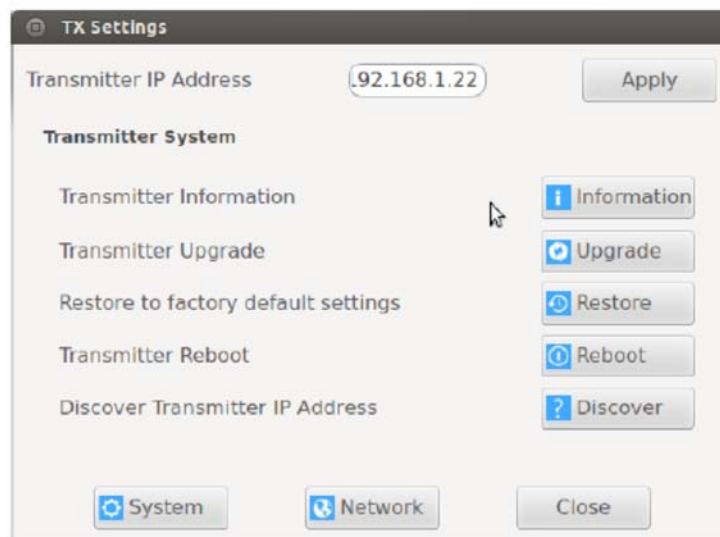 TX Settings
Transmitter IP Address .92.168.1.22 Apply
Transmitter System
Transmitter Information Information
Transmitter Upgrade Upgrade
Restore to factory default settings Restore
Transmitter Reboot Reboot
Discover Transmitter IP Address Discover
System Network Close